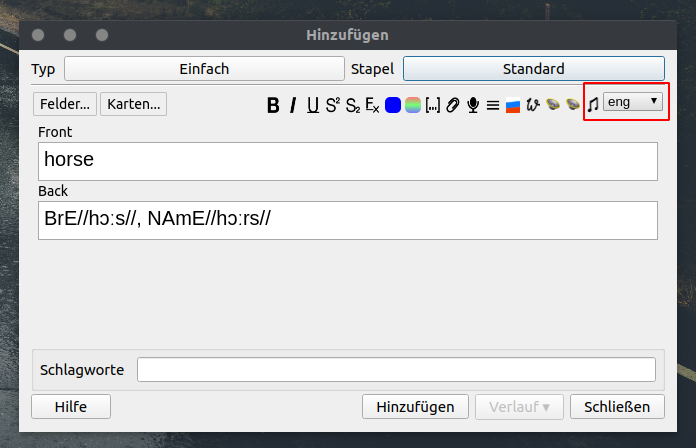 Hinzufügen
Typ Einfach Stapel Standard
Felder... Karten... B I U S² S₂ Ex [...] eng ▾
Front
horse
Back
BrE//hɔːs//, NAmE//hɔːrs//
Schlagworte
Hilfe Hinzufügen Verlauf ▾ Schließen